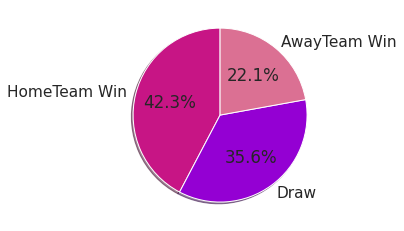 AwayTeam Win
22.1%
HomeTeam Win
42.3%
35.6%
Draw